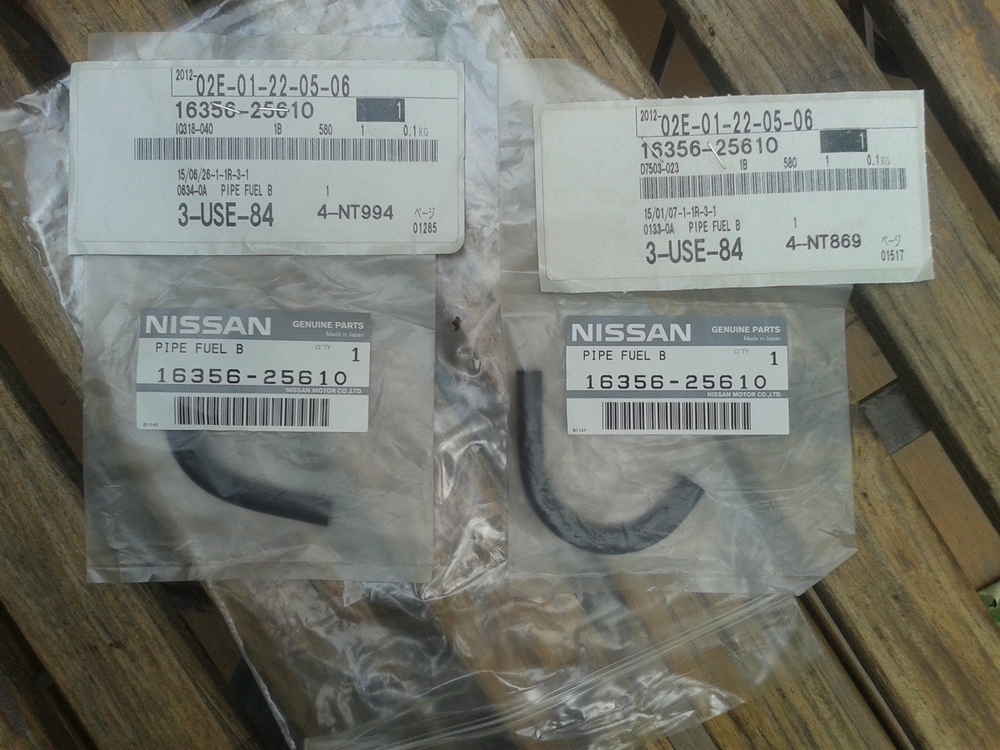 2012-02E-01-22-05-06
16356-25610 1
IQ318-040 1B 580 1 0.1KG
15/06/26-1-1R-3-1
0634-0A PIPE FUEL B 1
3-USE-84 4-NT994 ページ
01285
NISSAN GENUINE PARTS
Made in Japan
PIPE FUEL B Q'TY 1
16356-25610
NISSAN MOTOR CO.,LTD.
2012-02E-01-22-05-06
16356-25610 1
D7503-023 1B 580 1 0.1KG
15/01/07-1-1R-3-1
0133-0A PIPE FUEL B 1
3-USE-84 4-NT869 ページ
01517
NISSAN GENUINE PARTS
Made in Japan
PIPE FUEL B Q'TY 1
16356-25610
NISSAN MOTOR CO.,LTD.